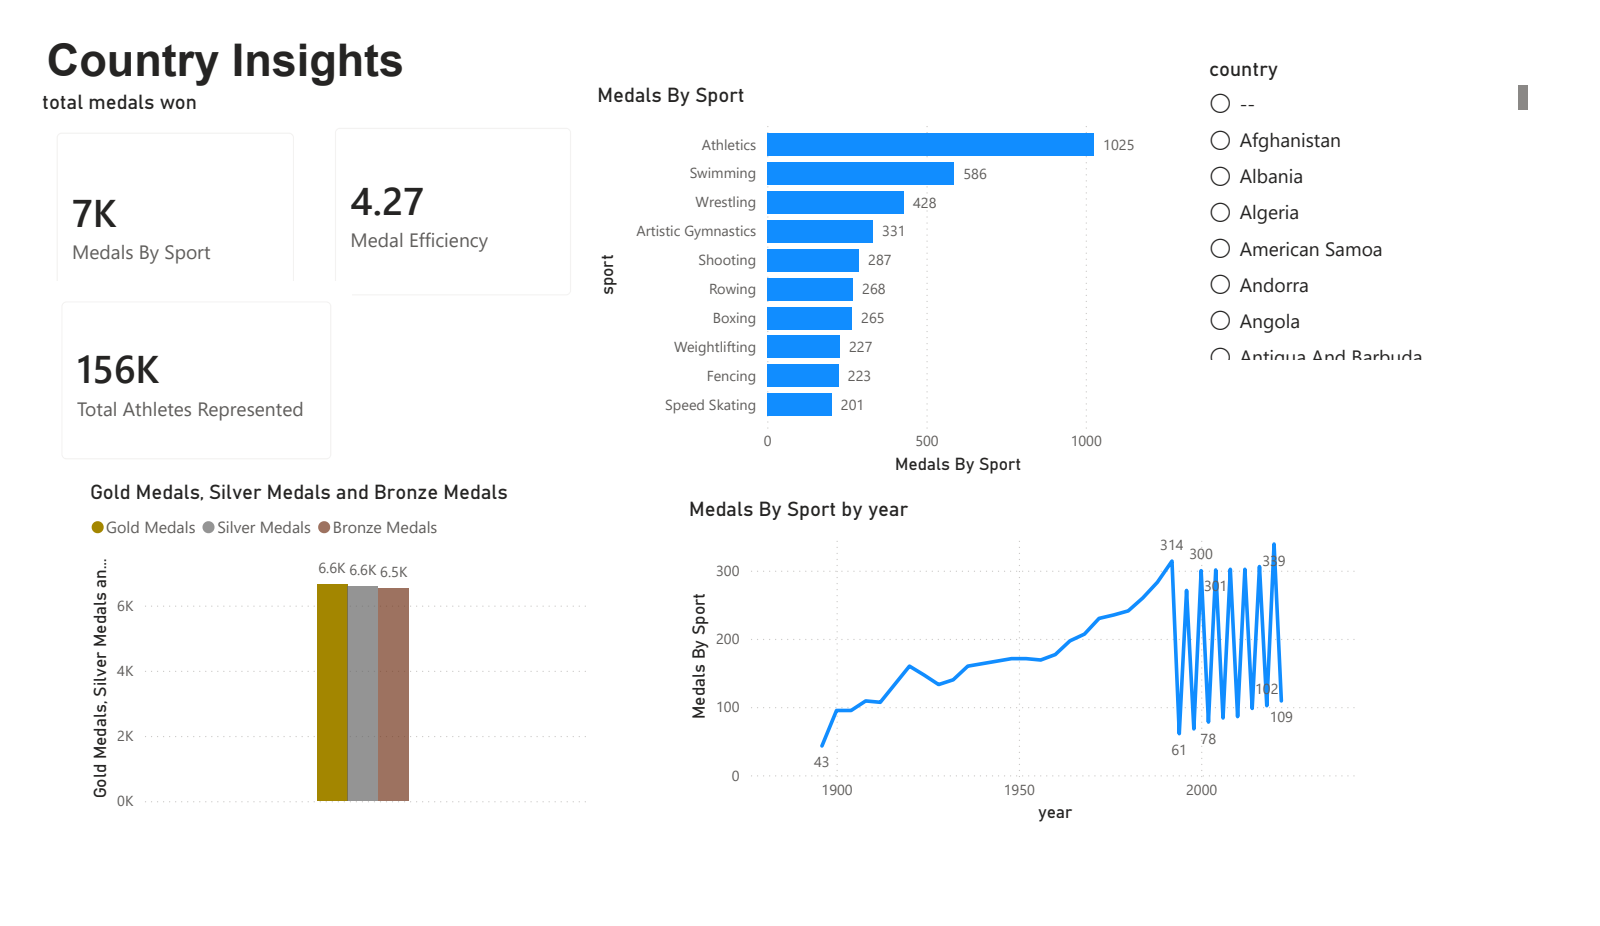 Country Insights
total medals won
7K
Medals By Sport
4.27
Medal Efficiency
156K
Total Athletes Represented
Medals By Sport
sport
Athletics 1025
Swimming 586
Wrestling 428
Artistic Gymnastics 331
Shooting 287
Rowing 268
Boxing 265
Weightlifting 227
Fencing 223
Speed Skating 201
0 500 1000
Medals By Sport
country
--
Afghanistan
Albania
Algeria
American Samoa
Andorra
Angola
Antigua And Barbuda
Gold Medals, Silver Medals and Bronze Medals
Gold Medals Silver Medals Bronze Medals
Gold Medals, Silver Medals an...
6.6K 6.6K 6.5K
6K
4K
2K
0K
Medals By Sport by year
Medals By Sport
314
300
339
301
102
109
78
61
43
300
200
100
0
1900 1950 2000
year